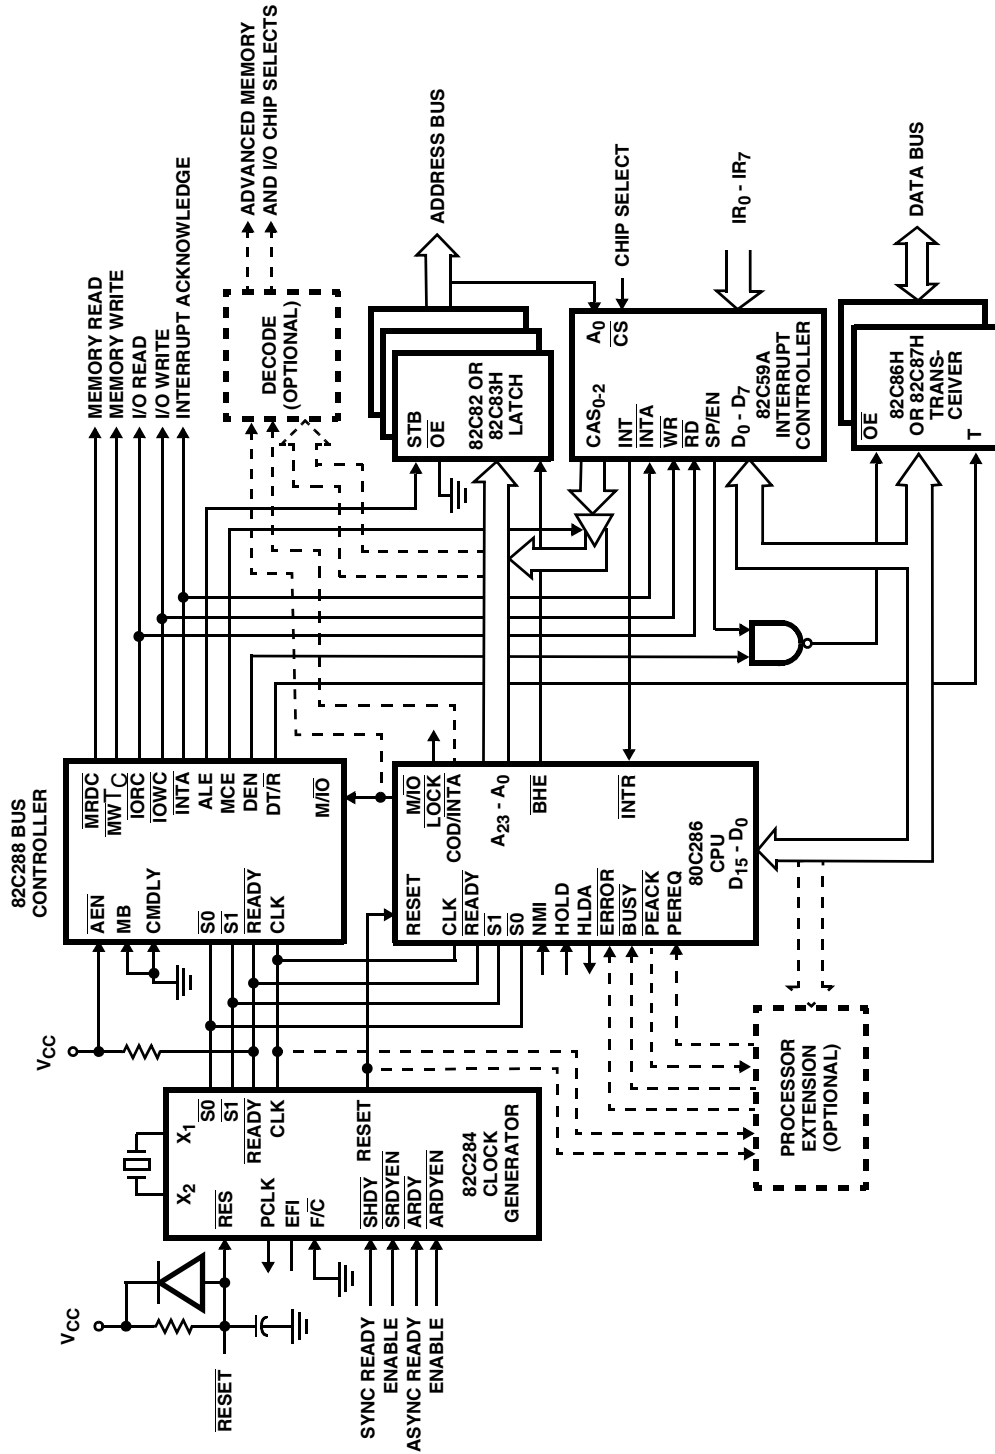 82C288 BUS
CONTROLLER
MRDC
MWTC
IORC
IOWC
INTA
ALE
MCE
DEN
DT/R
M/IO
AEN
MB
CMDLY
S0
S1
READY
CLK
MEMORY READ
MEMORY WRITE
I/O READ
I/O WRITE
INTERRUPT ACKNOWLEDGE
DECODE
(OPTIONAL)
ADVANCED MEMORY
AND I/O CHIP SELECTS
VCC
X2
X1
RES
PCLK
EFI
F/C
SHDY
SRDYEN
ARDY
ARDYEN
S0
S1
READY
CLK
RESET
82C284
CLOCK
GENERATOR
VCC
RESET
SYNC READY
ENABLE
ASYNC READY
ENABLE
RESET
CLK
READY
S1
S0
NMI
HOLD
HLDA
ERROR
BUSY
PEACK
PEREQ
M/IO
LOCK
COD/INTA
A23 - A0
BHE
INTR
80C286
CPU
D15 - D0
PROCESSOR
EXTENSION
(OPTIONAL)
STB
OE
82C82 OR
82C83H
LATCH
ADDRESS BUS
A0
CS
CHIP SELECT
CAS0-2
INT
INTA
WR
RD
SP/EN
D0 - D7
82C59A
INTERRUPT
CONTROLLER
IR0 - IR7
OE
82C86H
OR 82C87H
TRANS-
CEIVER
T
DATA BUS